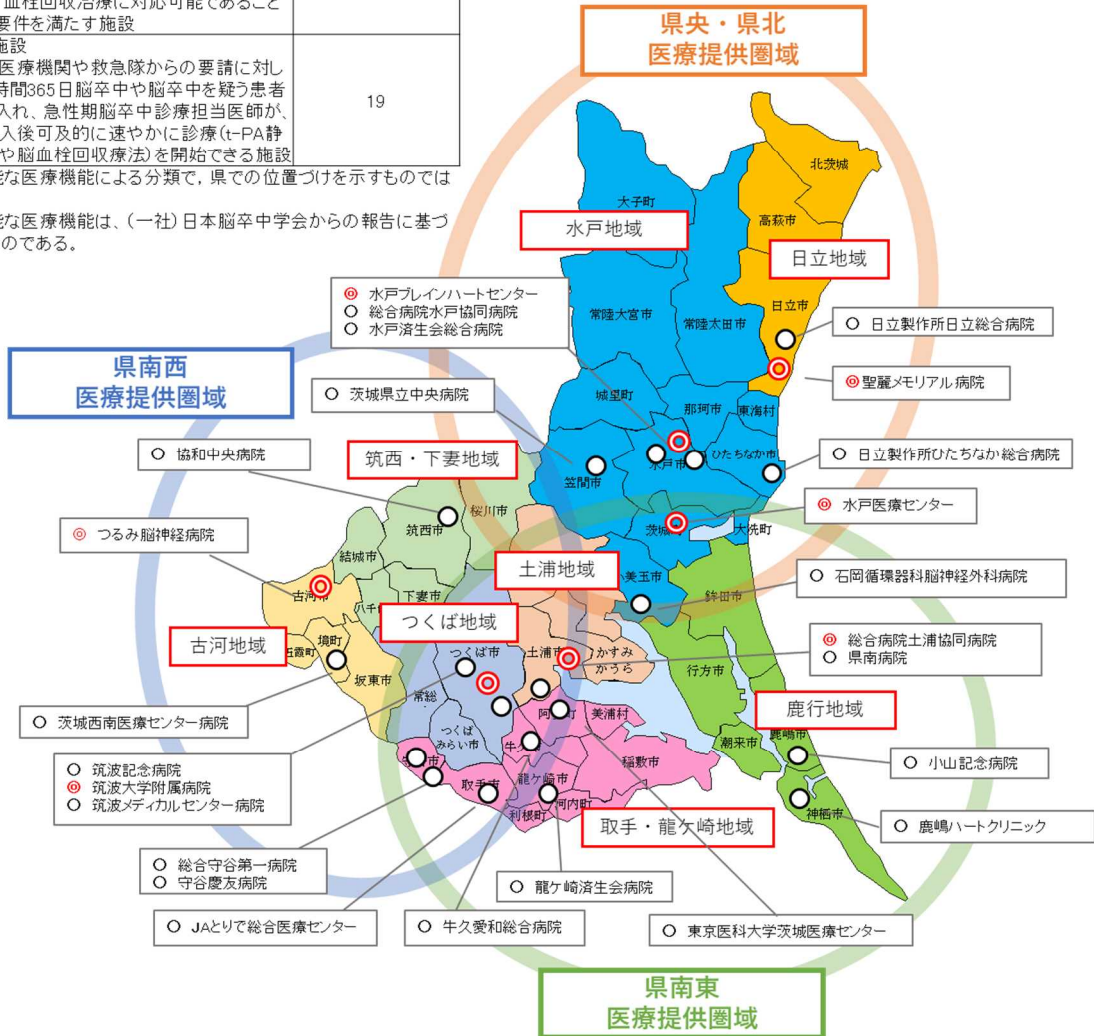 血栓回収治療に対応可能であること
要件を満たす施設
施設
医療機関や救急隊からの要請に対し
時間365日脳卒中や脳卒中を疑う患者
入れ、急性期脳卒中診療担当医師が、
入後可及的に速やかに診療(t-PA静
や脳血栓回収療法)を開始できる施設
19
能な医療機能による分類で，県での位置づけを示すものでは
能な医療機能は、(一社)日本脳卒中学会からの報告に基づ
のである。
県央・県北
医療提供圏域
北茨城
大子町
高萩市
水戸地域
日立地域
◎ 水戸ブレインハートセンター
○ 総合病院水戸協同病院
○ 水戸済生会総合病院
常陸大宮市
常陸太田市
日立市
○ 日立製作所日立総合病院
県南西
医療提供圏域
◎聖麗メモリアル病院
○ 茨城県立中央病院
城里町
那珂市
東海村
○ 協和中央病院
筑西・下妻地域
笠間市
水戸市
ひたちなか市
○ 日立製作所ひたちなか総合病院
◎ 水戸医療センター
◎ つるみ脳神経病院
筑西市
桜川市
茨城
大洗町
結城市
土浦地域
小美玉市
鉾田市
○ 石岡循環器科脳神経外科病院
古河市
八千
下妻市
つくば地域
古河地域
五霞町
境町
坂東市
つくば市
土浦市
かすみ
かうら
行方市
◎ 総合病院土浦協同病院
○ 県南病院
常総
○ 茨城西南医療センター病院
つくば
みらい市
阿
町
美浦村
鹿行地域
潮来市
鹿嶋市
○ 筑波記念病院
◎ 筑波大学附属病院
○ 筑波メディカルセンター病院
牛久
稲敷市
○ 小山記念病院
市
取手市
龍ケ崎市
河内町
利根町
取手・龍ケ崎地域
神栖市
○ 鹿嶋ハートクリニック
○ 総合守谷第一病院
○ 守谷慶友病院
○ 龍ケ崎済生会病院
○ JAとりで総合医療センター
○ 牛久愛和総合病院
○ 東京医科大学茨城医療センター
県南東
医療提供圏域